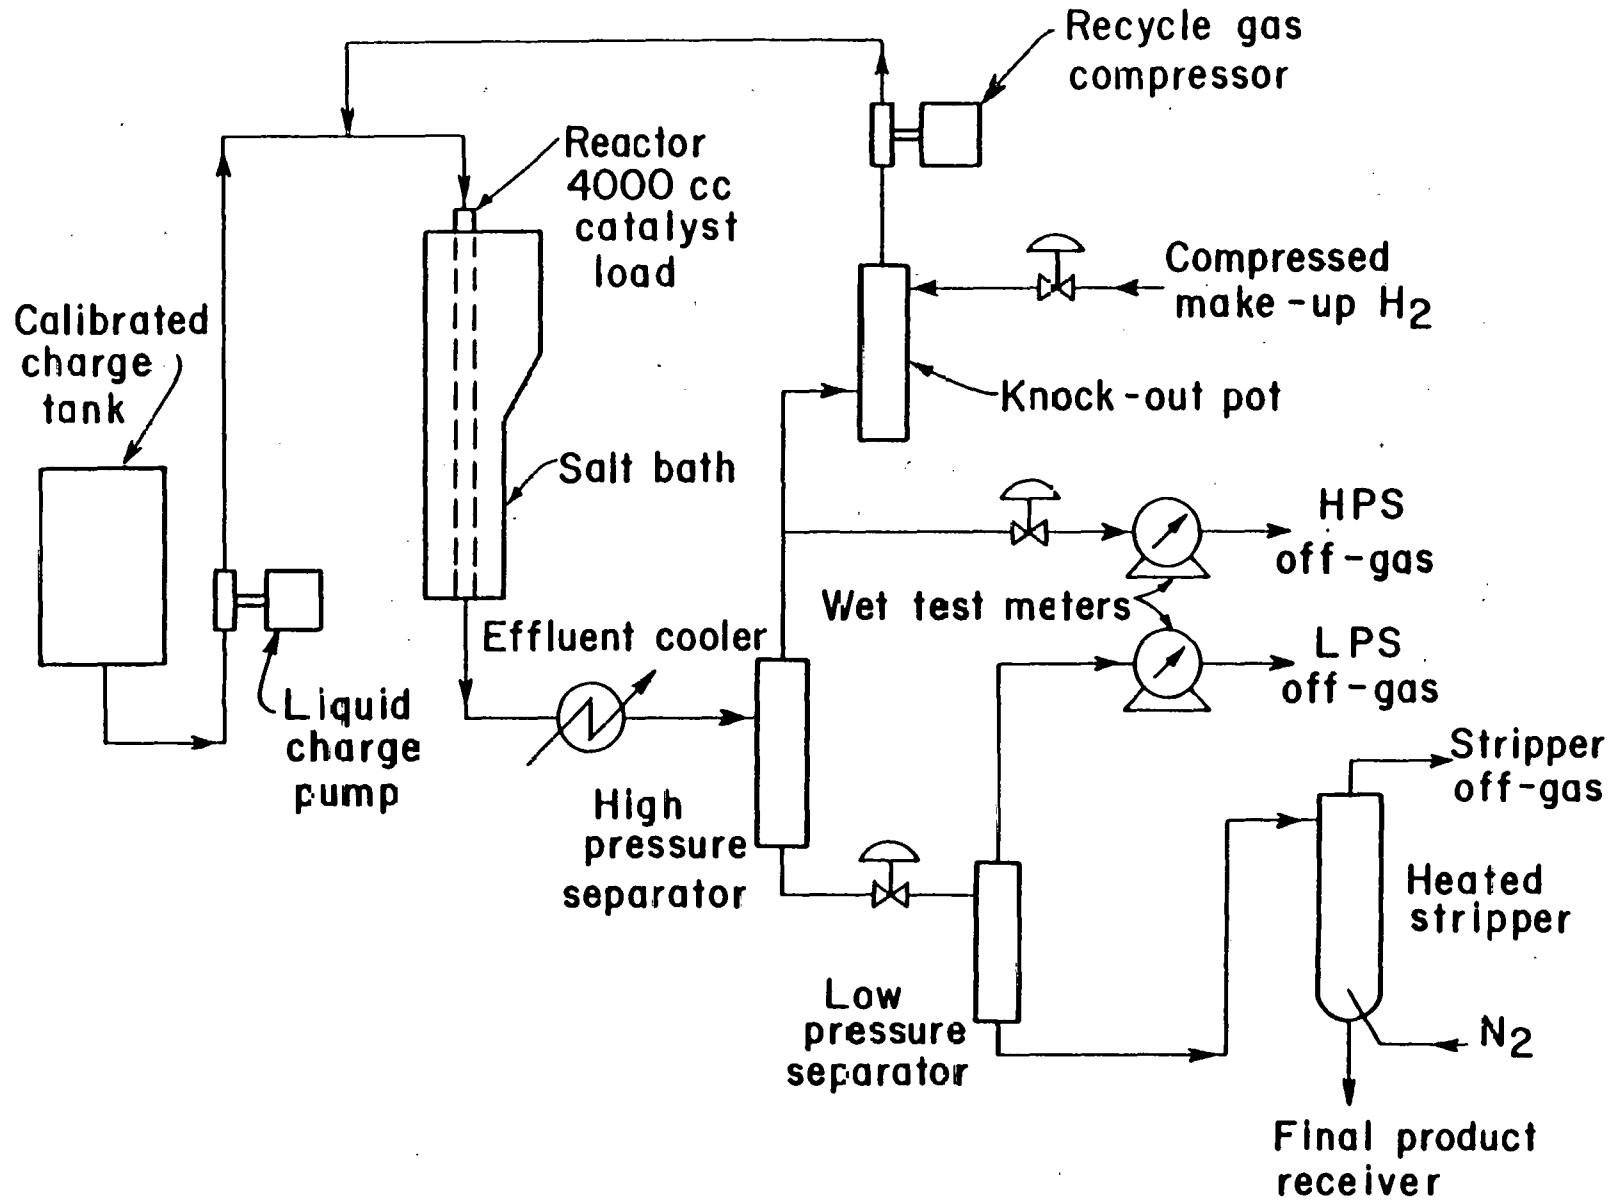 Recycle gas
compressor
Reactor
4000 cc
catalyst
load
Compressed
make-up H2
Calibrated
charge
tank
Knock-out pot
Salt bath
HPS
off-gas
Wet test meters
Effluent cooler
LPS
off-gas
Liquid
charge
pump
Stripper
off-gas
High
pressure
separator
Heated
stripper
Low
pressure
separator
N2
Final product
receiver